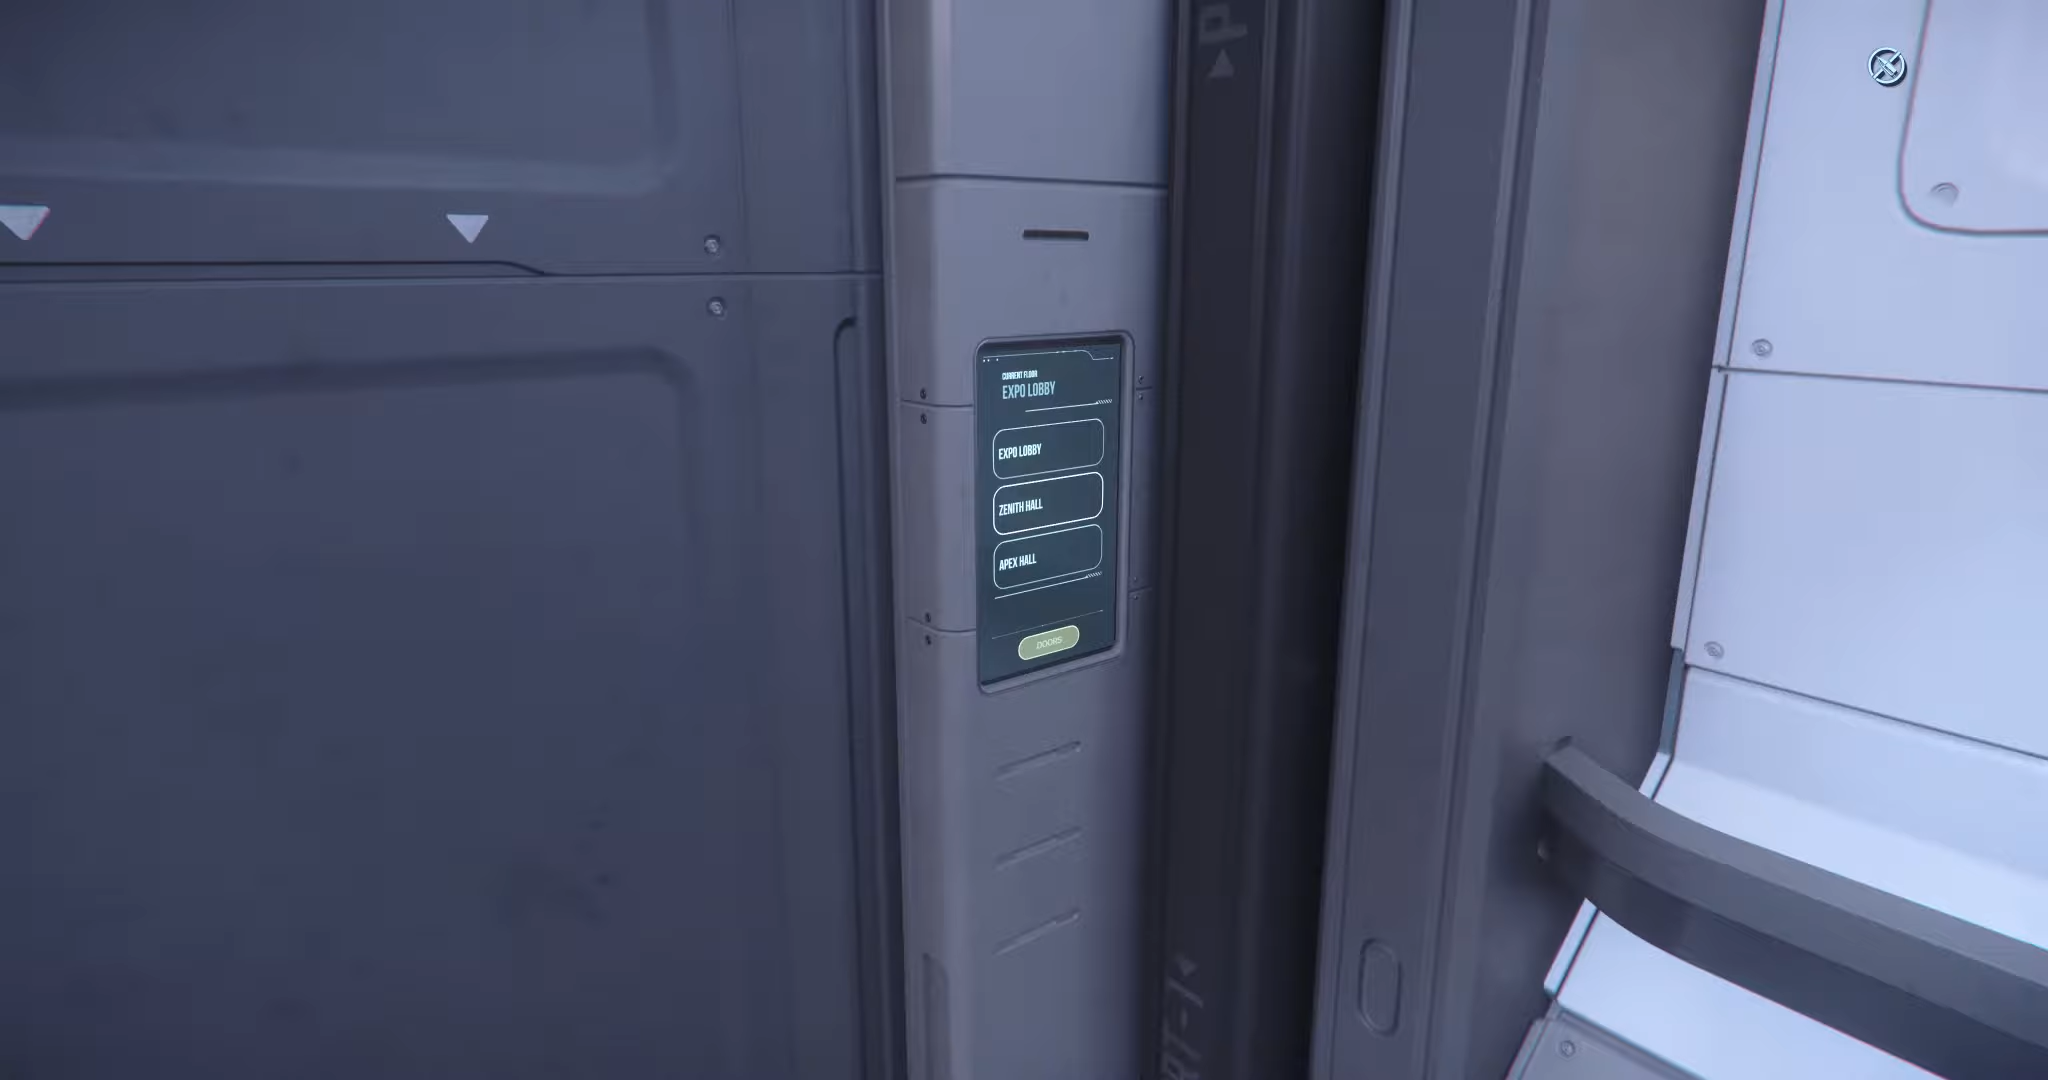 CURRENT FLOOR
EXPO LOBBY
EXPO LOBBY
ZENITH HALL
APEX HALL
DOORS